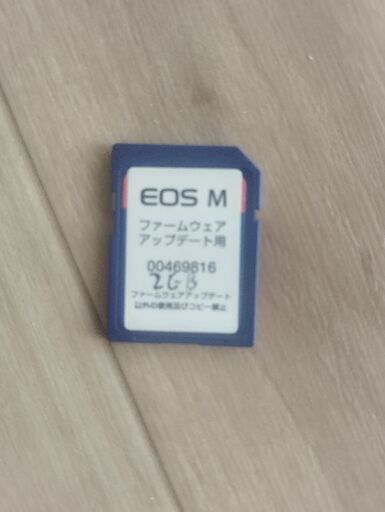 EOS M
ファームウェア
アップデート用
00469816
2GB
ファームウェアアップデート
以外の使用及びコピー禁止